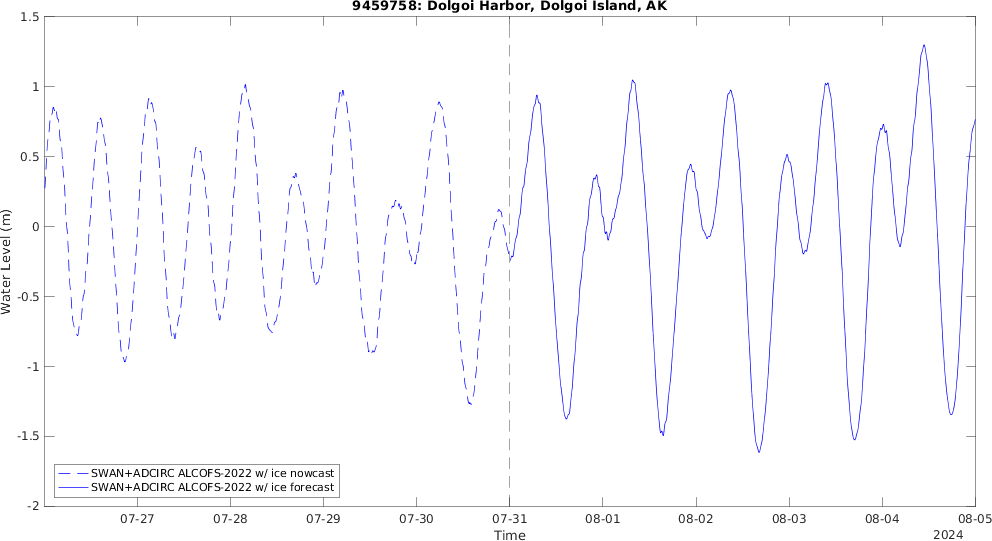 9459758: Dolgoi Harbor, Dolgoi Island, AK
1.5
1
0.5
0
-0.5
-1
-1.5
-2
Water Level (m)
SWAN+ADCIRC ALCOFS-2022 w/ ice nowcast
SWAN+ADCIRC ALCOFS-2022 w/ ice forecast
07-27 07-28 07-29 07-30 07-31 08-01 08-02 08-03 08-04 08-05
Time
2024